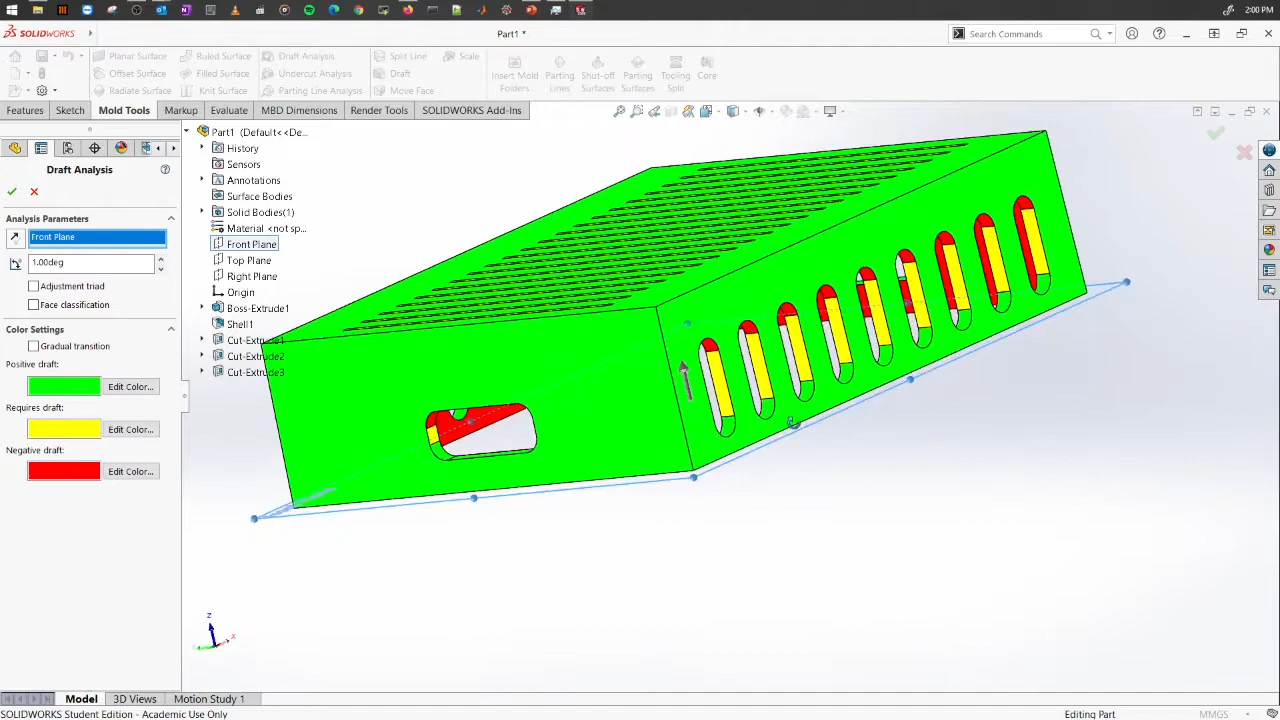 2:00 PM
SOLIDWORKS
Part1 *
Search Commands
Planar Surface
Ruled Surface
Draft Analysis
Split Line
Scale
Offset Surface
Filled Surface
Undercut Analysis
Draft
Radiate Surface
Knit Surface
Parting Line Analysis
Move Face
Insert Mold Folders
Parting Lines
Shut-off Surfaces
Parting Surfaces
Tooling Split
Core
Features
Sketch
Mold Tools
Markup
Evaluate
MBD Dimensions
Render Tools
SOLIDWORKS Add-Ins
Draft Analysis
Analysis Parameters
Front Plane
1.00deg
Adjustment triad
Face classification
Color Settings
Gradual transition
Positive draft:
Edit Color...
Requires draft:
Edit Color...
Negative draft:
Edit Color...
Part1 (Default<<De...
History
Sensors
Annotations
Surface Bodies
Solid Bodies(1)
Material <not sp...
Front Plane
Top Plane
Right Plane
Origin
Boss-Extrude1
Shell1
Cut-Extrude1
Cut-Extrude2
Cut-Extrude3
Z
X
Model
3D Views
Motion Study 1
SOLIDWORKS Student Edition - Academic Use Only
Editing Part
MMGS